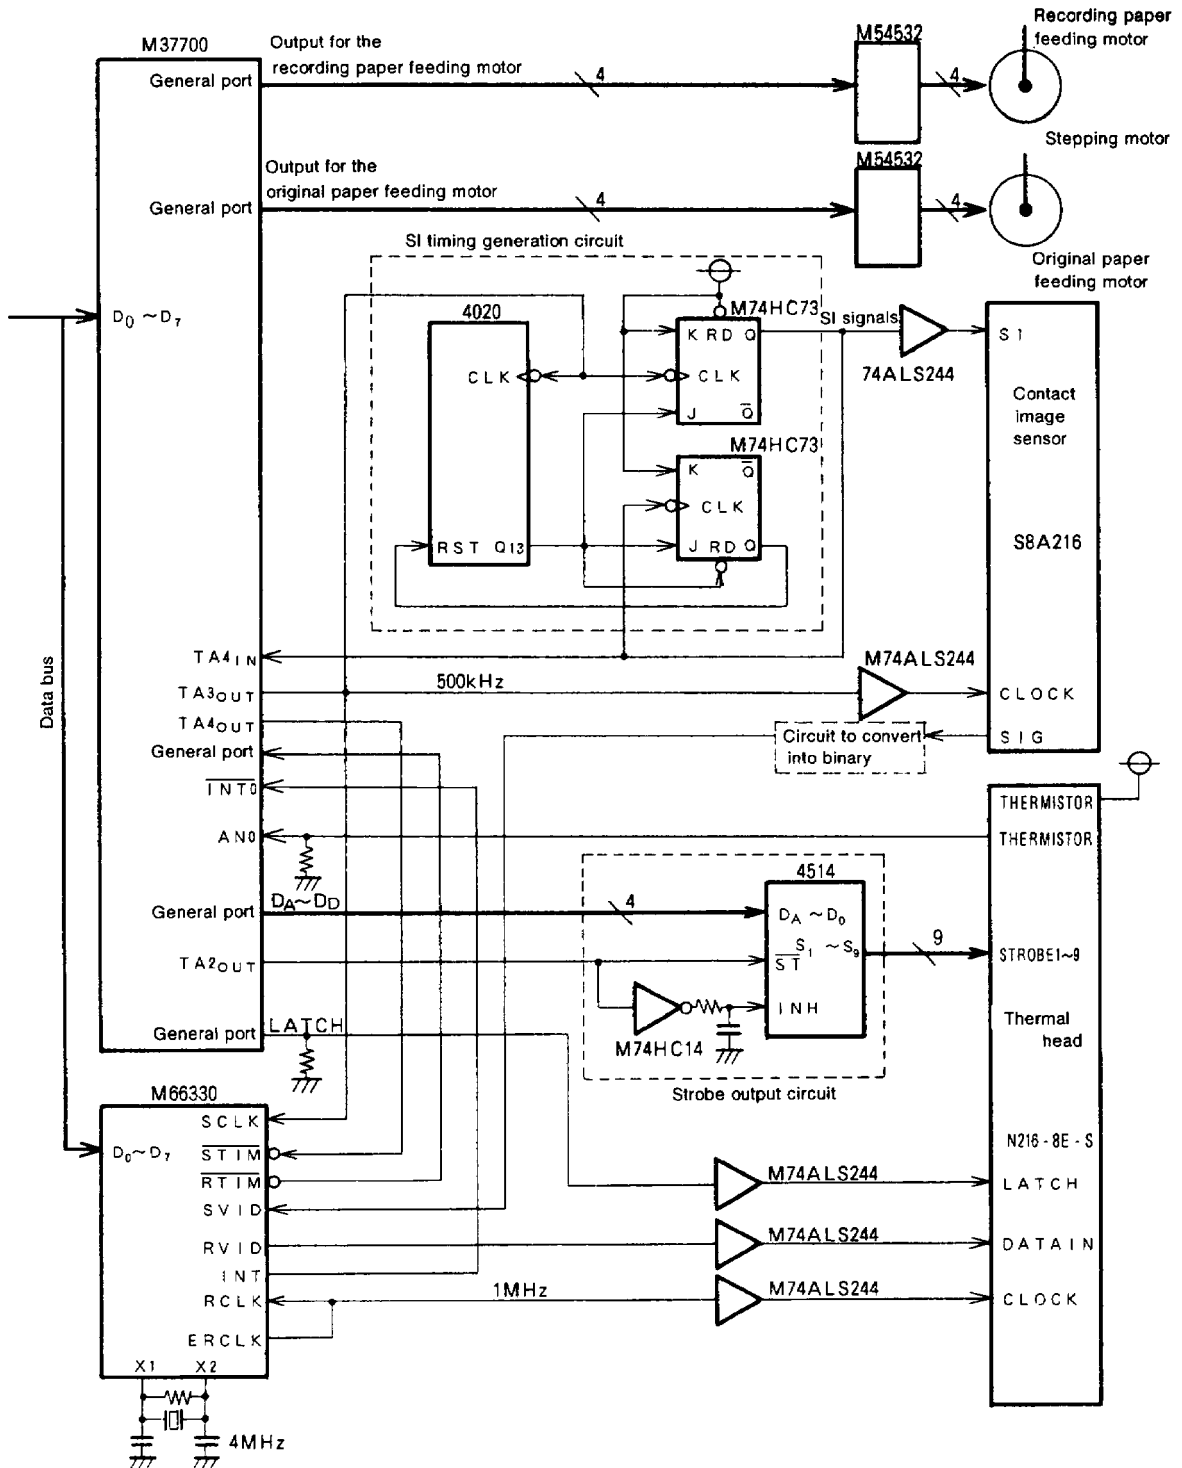 M37700
Output for the
recording paper feeding motor
General port
4
M54532
4
Recording paper
feeding motor
Stepping motor
Output for the
original paper feeding motor
General port
4
M54532
4
Original paper
feeding motor
SI timing generation circuit
D0 ~D7
4020
CLK
RST Q13
M74HC73
K RD Q
CLK
J Q̅
M74HC73
K Q̅
CLK
J RD Q
SI signals
74ALS244
SI
Contact
image
sensor
S8A216
CLOCK
SIG
Data bus
TA4IN
TA3OUT
500kHz
M74ALS244
TA4OUT
General port
Circuit to convert
into binary
I̅N̅T̅0̅
AN0
THERMISTOR
THERMISTOR
General port
DA~DD
4
4514
DA ~D0
S1 ~S9
S̅T̅
INH
9
STROBE1~9
TA2OUT
M74HC14
Strobe output circuit
General port
LATCH
Thermal
head
N216-8E-S
M66330
SCLK
D0~D7
S̅T̅I̅M̅
R̅T̅I̅M̅
SVID
RVID
INT
RCLK
ERCLK
X1 X2
4MHz
M74ALS244
LATCH
M74ALS244
DATAIN
1MHz
M74ALS244
CLOCK